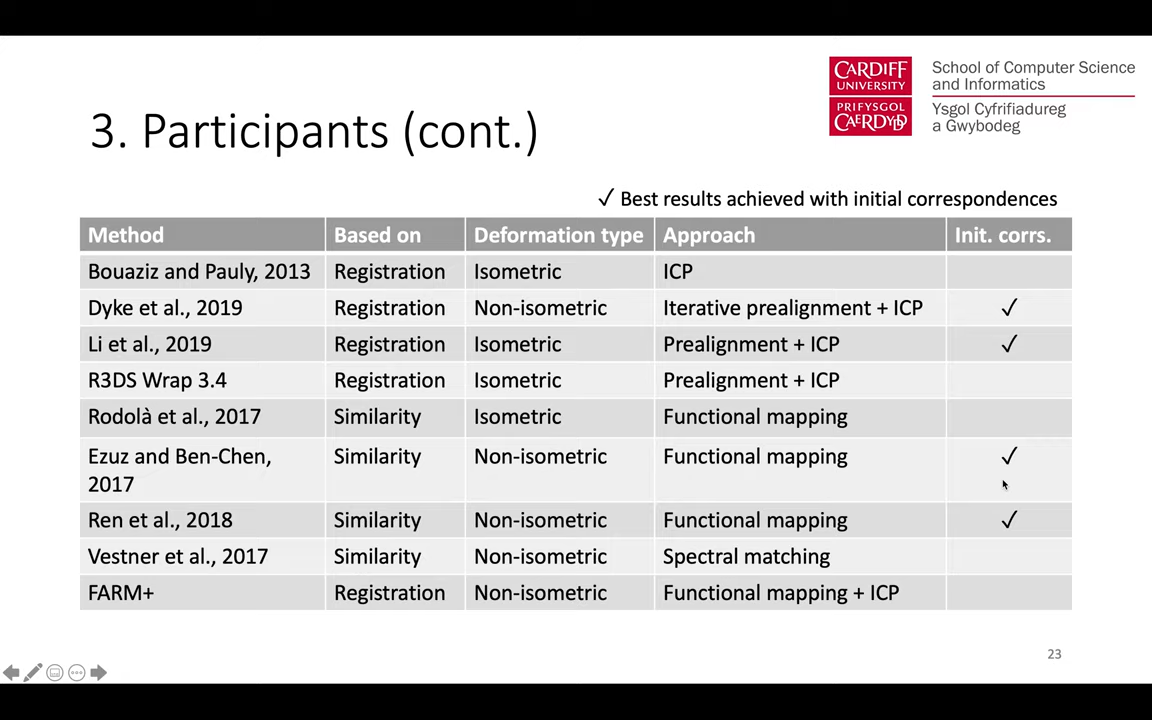 CARDIFF
UNIVERSITY
PRIFYSGOL
CAERDYDD
School of Computer Science
and Informatics
Ysgol Cyfrifiadureg
a Gwybodeg
3. Participants (cont.)
✓ Best results achieved with initial correspondences
Method Based on Deformation type Approach Init. corrs.
Bouaziz and Pauly, 2013 Registration Isometric ICP
Dyke et al., 2019 Registration Non-isometric Iterative prealignment + ICP ✓
Li et al., 2019 Registration Isometric Prealignment + ICP ✓
R3DS Wrap 3.4 Registration Isometric Prealignment + ICP
Rodolà et al., 2017 Similarity Isometric Functional mapping
Ezuz and Ben-Chen, Similarity Non-isometric Functional mapping ✓
2017
Ren et al., 2018 Similarity Non-isometric Functional mapping ✓
Vestner et al., 2017 Similarity Non-isometric Spectral matching
FARM+ Registration Non-isometric Functional mapping + ICP
23